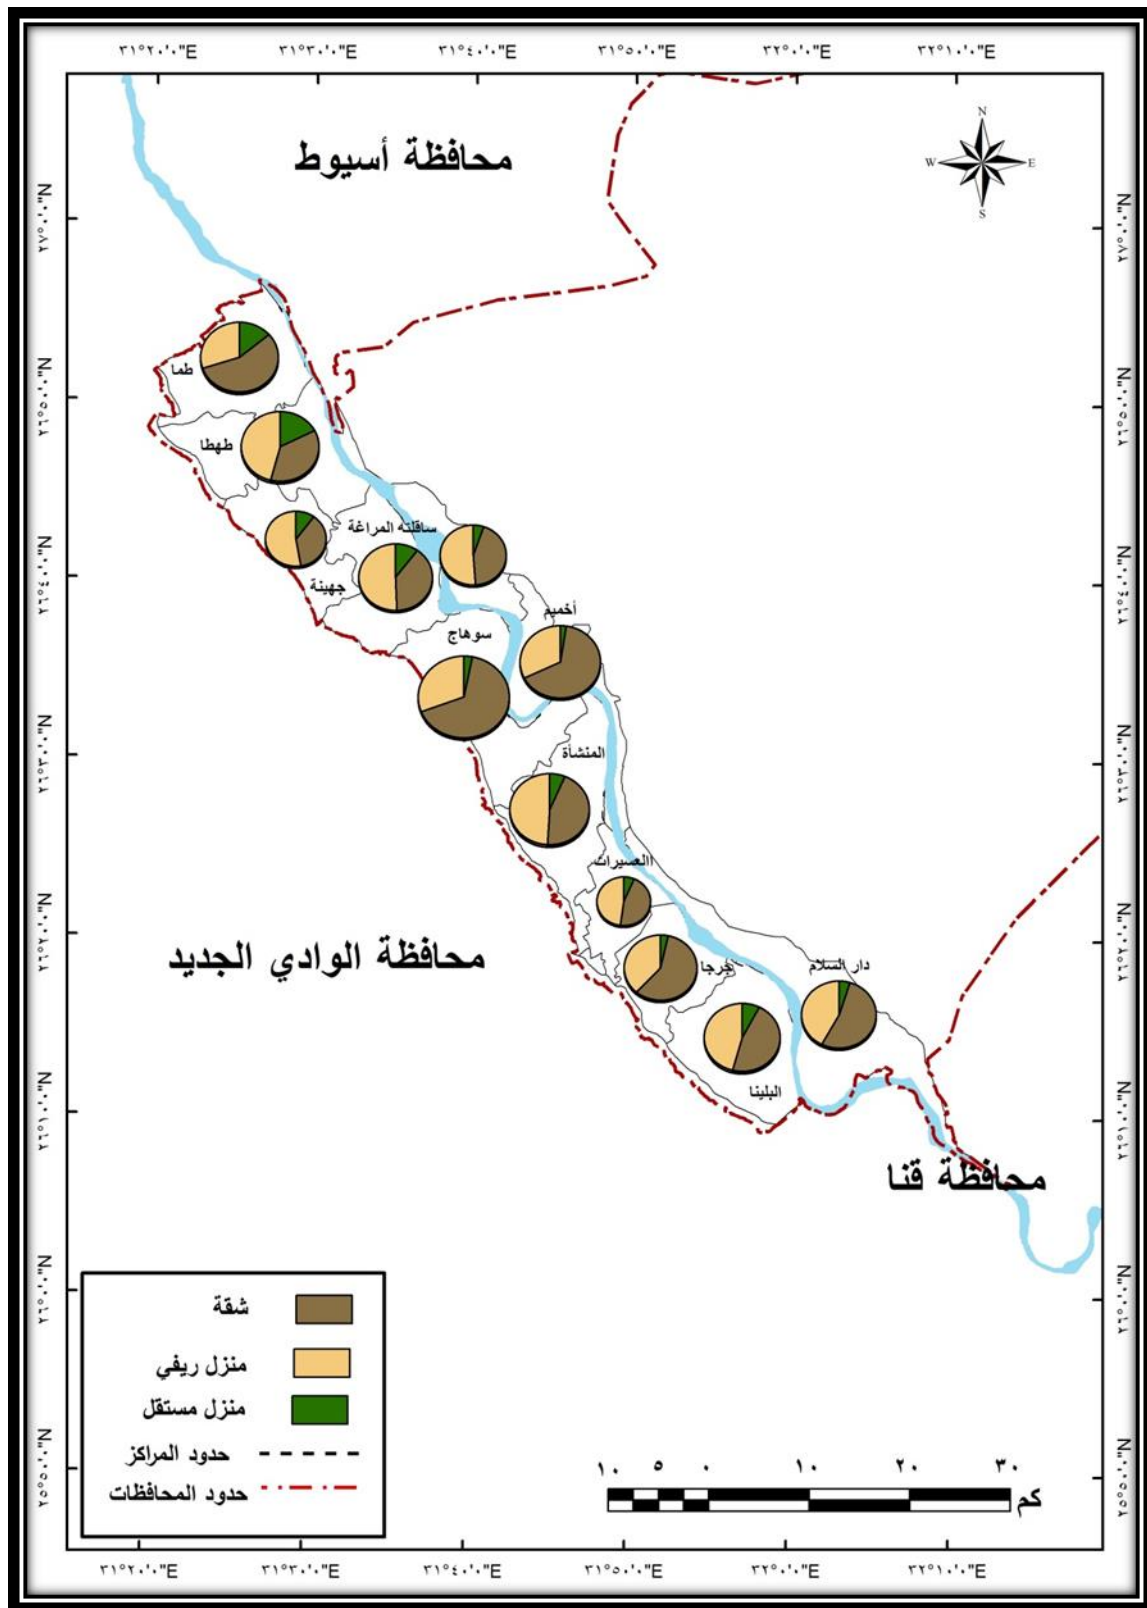 ٣١°٢٠'٠"E ٣١°٣٠'٠"E ٣١°٤٠'٠"E ٣١°٥٠'٠"E ٣٢°٠'٠"E ٣٢°١٠'٠"E
محافظة أسيوط
N
W E
S
طما
طهطا
ساقلته المراغة
جهينة
أخميم
سوهاج
المنشأة
االعسيرات
محافظة الوادي الجديد
جرجا
دار السلام
البلينا
محافظة قنا
شقة
منزل ريفي
منزل مستقل
حدود المراكز
حدود المحافظات
١٠ ٥ ٠ ١٠ ٢٠ ٣٠
كم
٣١°٢٠'٠"E ٣١°٣٠'٠"E ٣١°٤٠'٠"E ٣١°٥٠'٠"E ٣٢°٠'٠"E ٣٢°١٠'٠"E